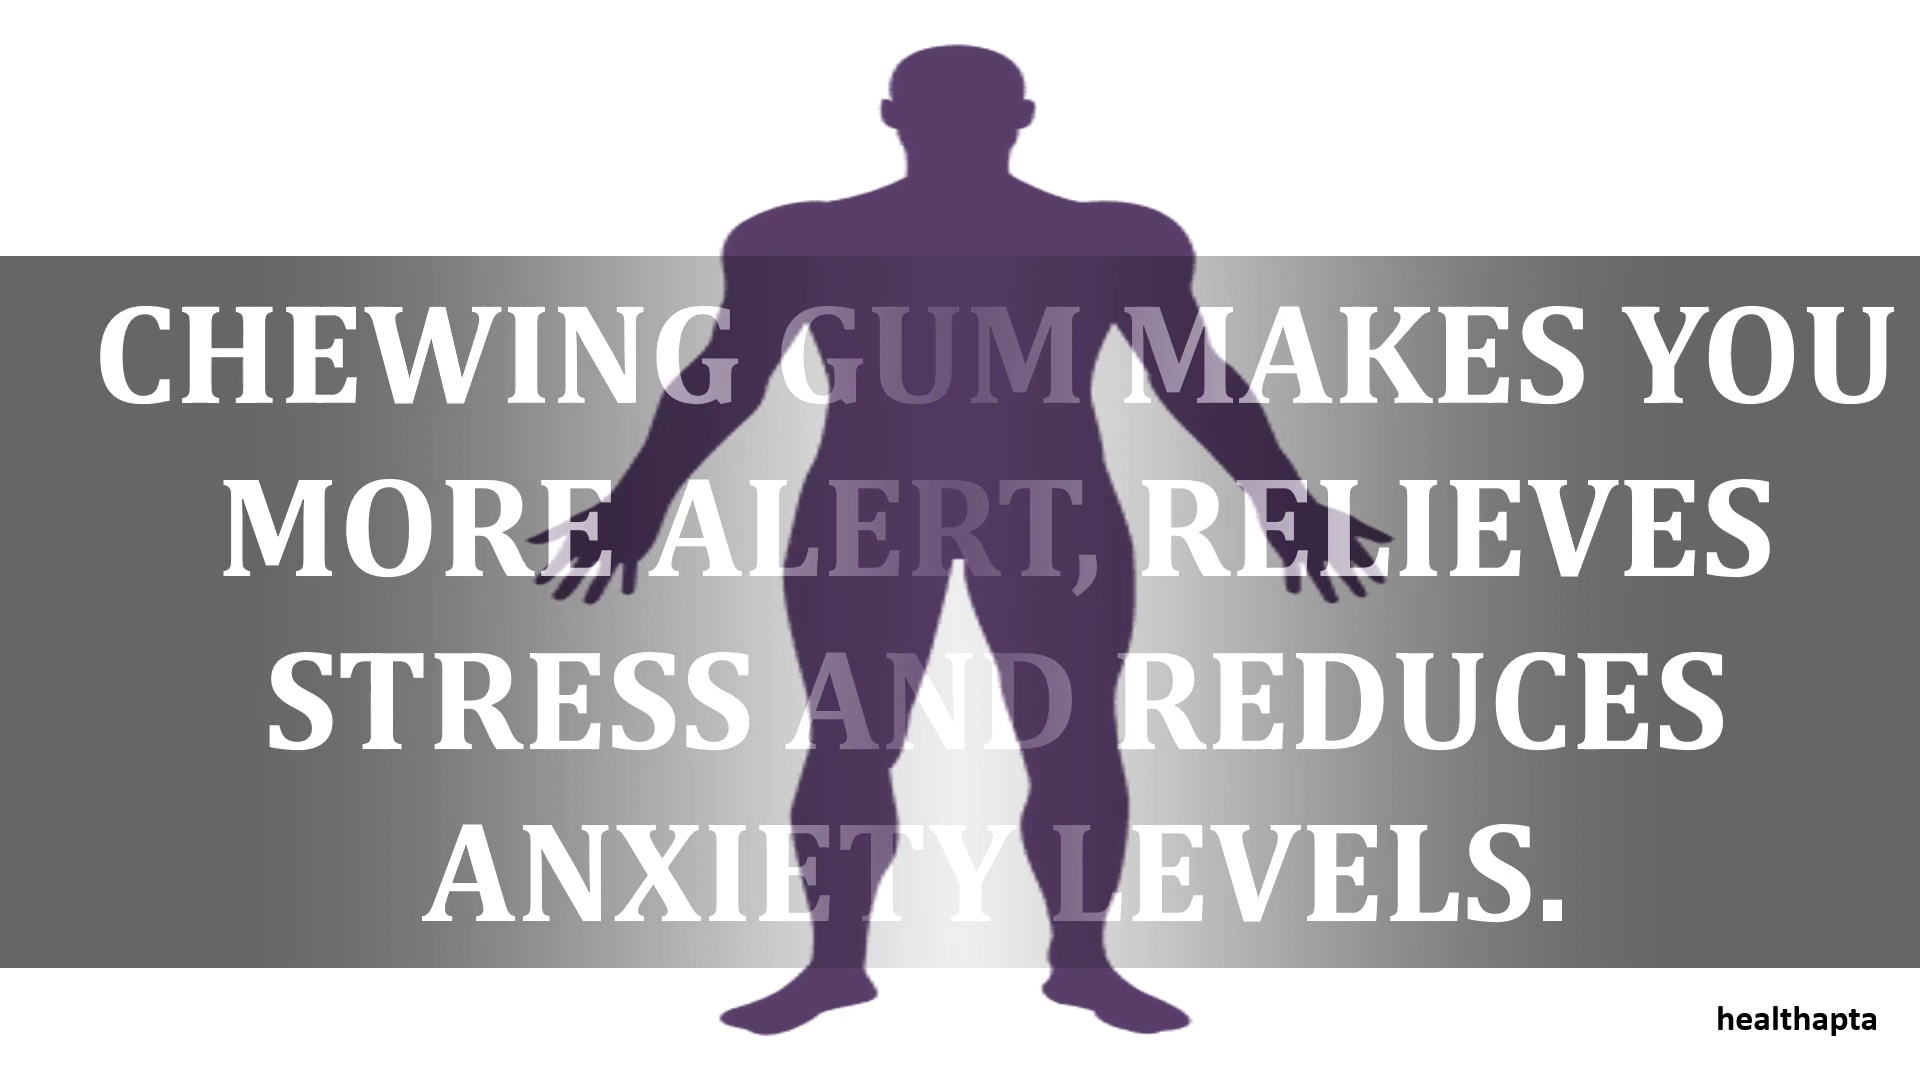 CHEWING GUM MAKES YOU
MORE ALERT, RELIEVES
STRESS AND REDUCES
ANXIETY LEVELS.
healthapta